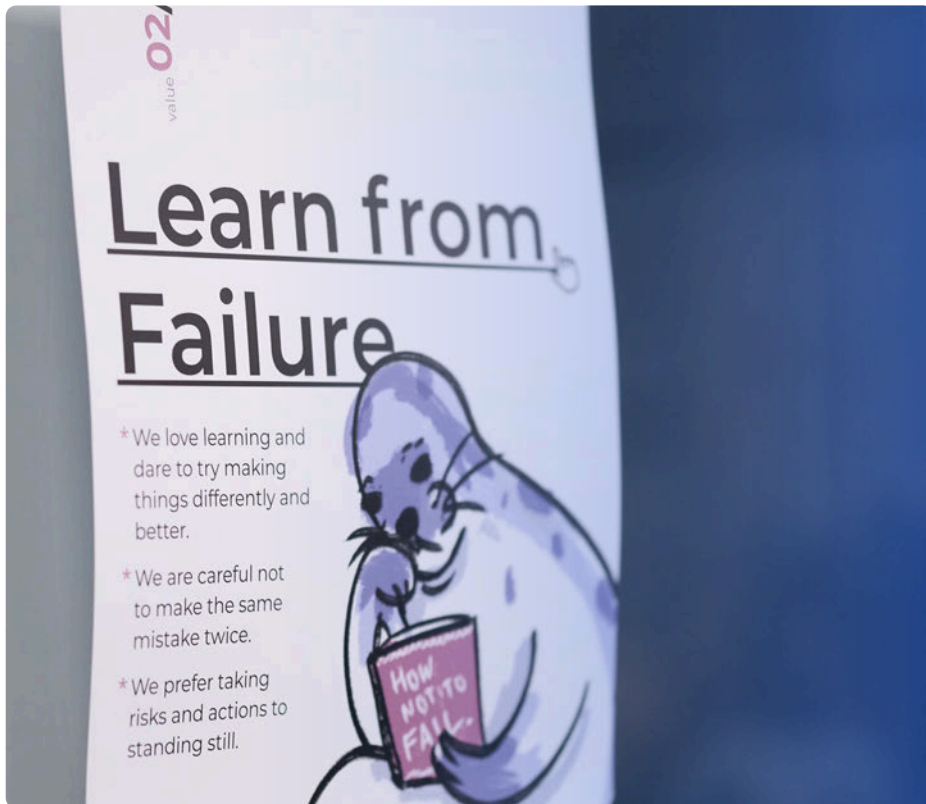 value 02/
Learn from
Failure
* We love learning and
dare to try making
things differently and
better.
* We are careful not
to make the same
mistake twice.
* We prefer taking
risks and actions to
standing still.
HOW
NOT TO
FAIL.